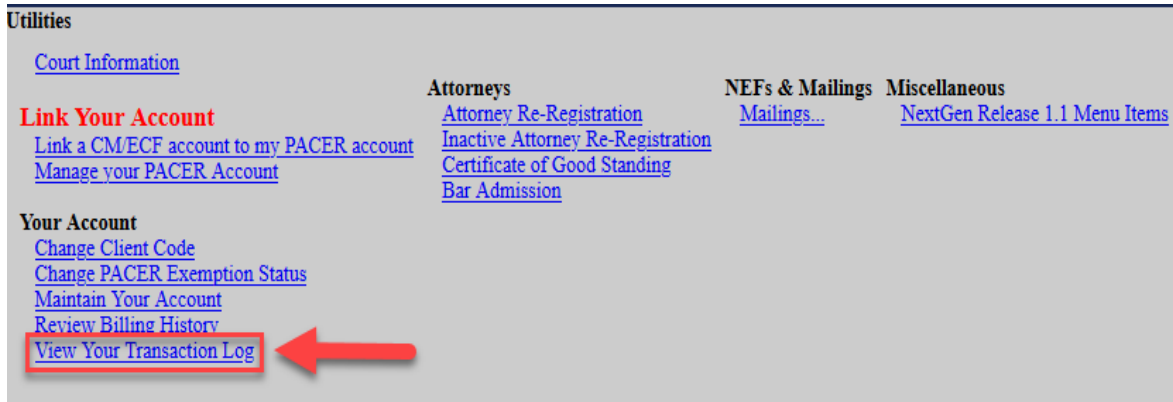 Utilities
Court Information
Link Your Account
Link a CM/ECF account to my PACER account
Manage your PACER Account
Your Account
Change Client Code
Change PACER Exemption Status
Maintain Your Account
Review Billing History
View Your Transaction Log
Attorneys
Attorney Re-Registration
Inactive Attorney Re-Registration
Certificate of Good Standing
Bar Admission
NEFs & Mailings
Mailings...
Miscellaneous
NextGen Release 1.1 Menu Items